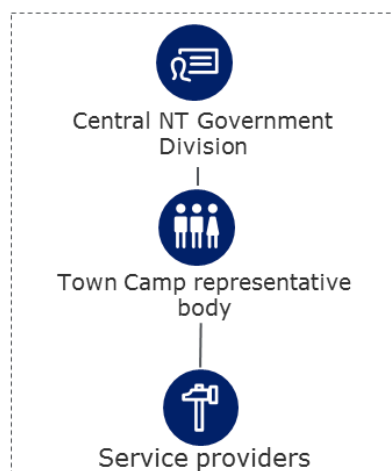 Central NT Government
Division
Town Camp representative
body
Service providers